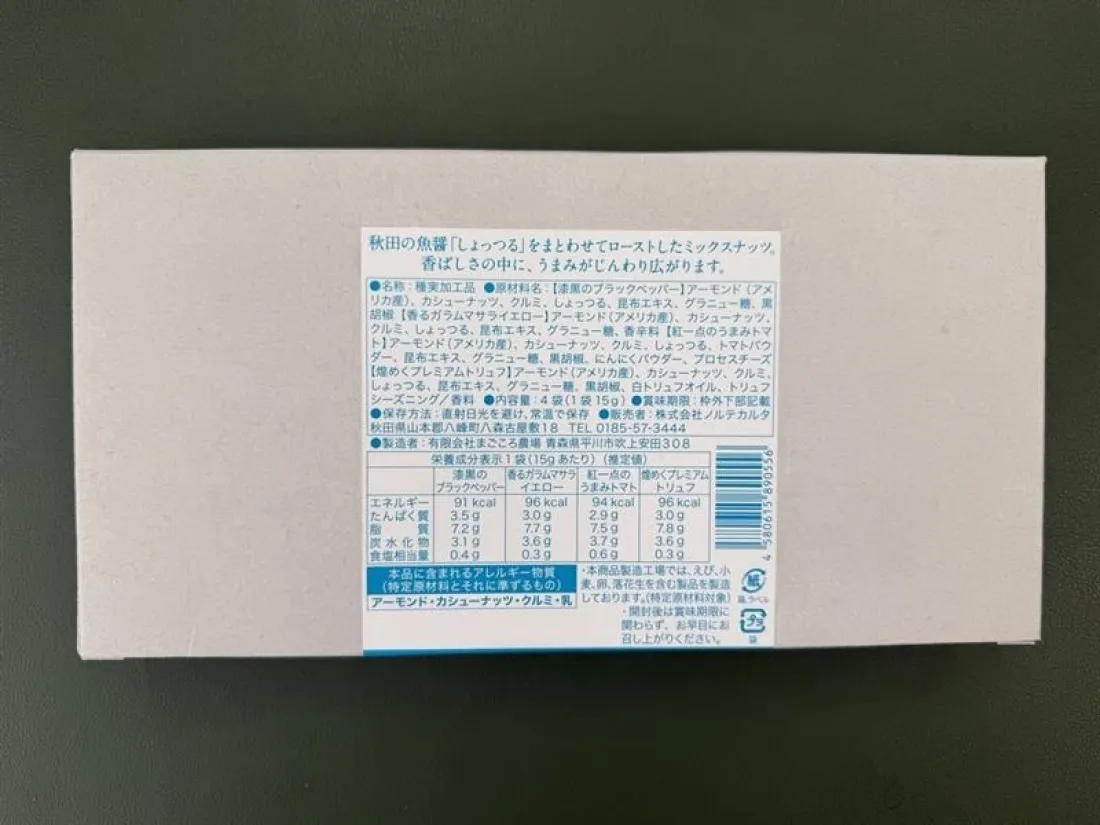 秋田の魚醤「しょっつる」をまとわせてローストしたミックスナッツ。
香ばしさの中に、うまみがじんわり広がります。
●名称：種実加工品 ●原材料名：【漆黒のブラックペッパー】アーモンド（アメ
リカ産）、カシューナッツ、クルミ、しょっつる、昆布エキス、グラニュー糖、黒
胡椒【香るガラムマサライエロー】アーモンド（アメリカ産）、カシューナッツ、
クルミ、しょっつる、昆布エキス、グラニュー糖、香辛料【紅一点のうまみトマ
ト】アーモンド（アメリカ産）、カシューナッツ、クルミ、しょっつる、トマトパウ
ダー、昆布エキス、グラニュー糖、黒胡椒、にんにくパウダー、プロセスチーズ
【煌めくプレミアムトリュフ】アーモンド（アメリカ産）、カシューナッツ、クルミ、
しょっつる、昆布エキス、グラニュー糖、黒胡椒、白トリュフオイル、トリュフ
シーズニング／香料 ●内容量：4袋（1袋15g）●賞味期限：枠外下部記載
●保存方法：直射日光を避け、常温で保存 ●販売者：株式会社ノルテカルタ
秋田県山本郡八峰町八森古屋敷18 TEL 0185-57-3444
●製造者：有限会社まごころ農場 青森県平川市吹上安田308
栄養成分表示1袋（15gあたり）（推定値）
漆黒の 香るガラムマサラ 紅一点の 煌めくプレミアム
ブラックペッパー イエロー うまみトマト トリュフ
エネルギー 91kcal 96kcal 94kcal 96kcal
たんぱく質 3.5g 3.0g 2.9g 3.0g
脂質 7.2g 7.7g 7.5g 7.8g
炭水化物 3.1g 3.6g 3.7g 3.6g
食塩相当量 0.4g 0.3g 0.6g 0.3g
4 580615 890556
本品に含まれるアレルギー物質
（特定原材料とそれに準ずるもの）
アーモンド・カシューナッツ・クルミ・乳
・本商品製造工場では、えび、小
麦、卵、落花生を含む製品を製造
しております。（特定原材料対象）
・開封後は賞味期限に
関わらず、お早目にお
召し上がりください。
紙
箱、ラベル
プラ
袋